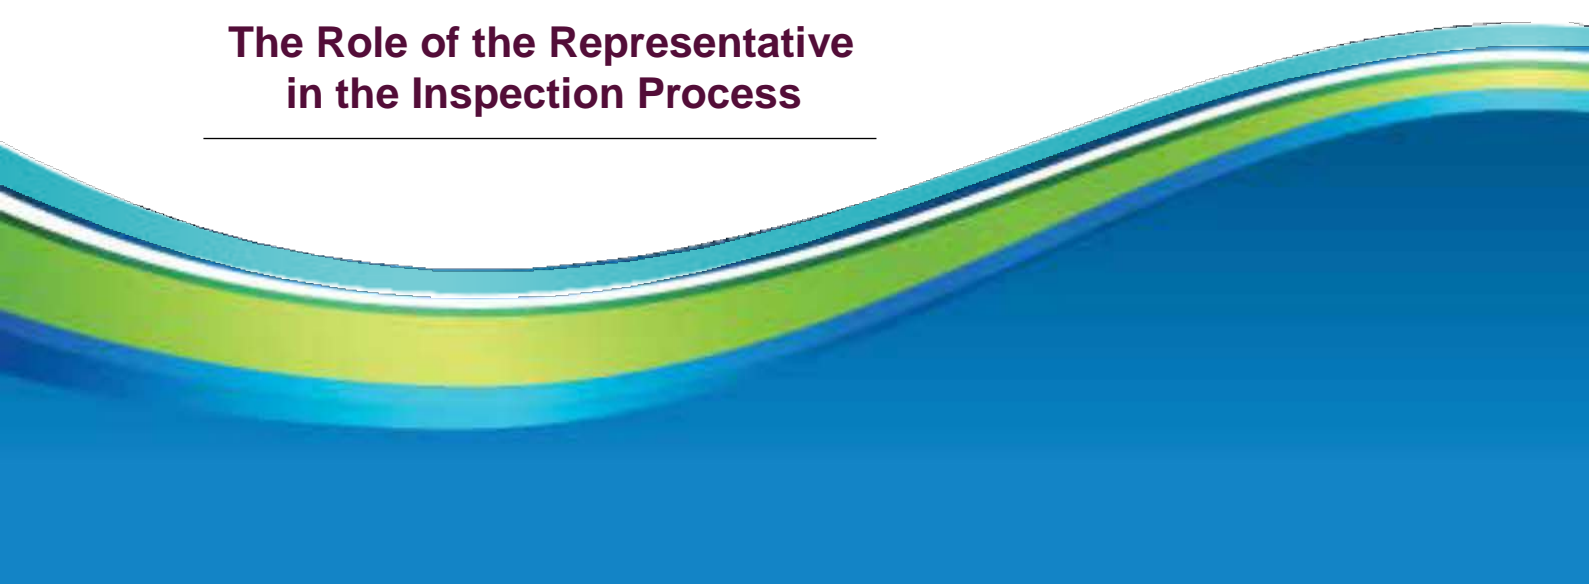 The Role of the Representative
in the Inspection Process